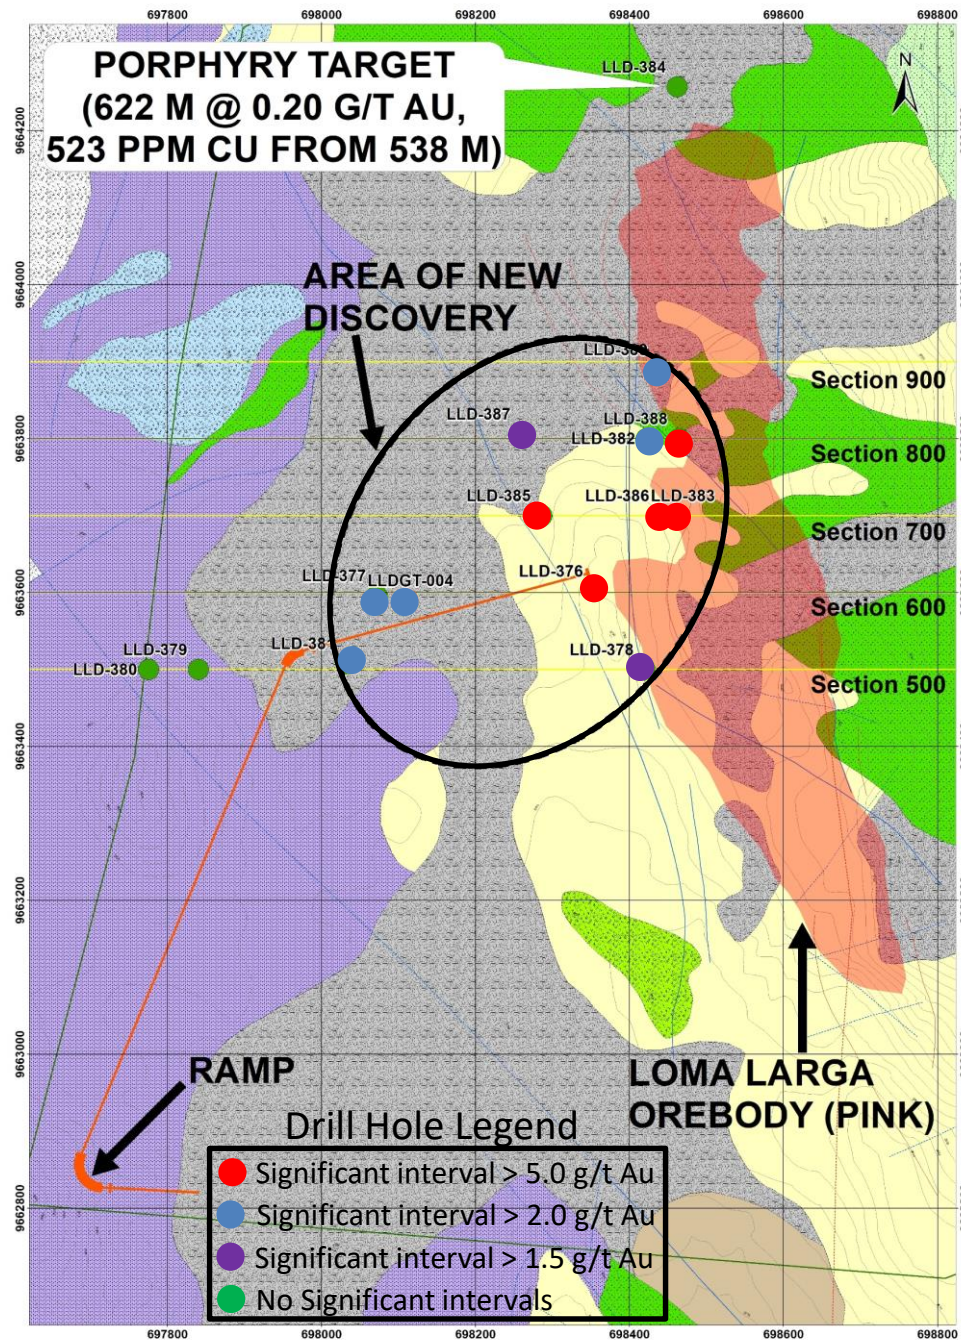 697800
698000
698200
698400
698600
698800
PORPHYRY TARGET
(622 M @ 0.20 G/T AU,
523 PPM CU FROM 538 M)
LLD-384
N
9664200
AREA OF NEW
DISCOVERY
9664000
Section 900
LLD-387
LLD-388
LLD-382
9663800
Section 800
LLD-385
LLD-386
LLD-383
Section 700
LLD-376
LLD-377
LLDGT-004
9663600
Section 600
LLD-381
LLD-379
LLD-380
LLD-378
Section 500
9663400
9663200
9663000
RAMP
LOMA LARGA
OREBODY (PINK)
Drill Hole Legend
Significant interval > 5.0 g/t Au
Significant interval > 2.0 g/t Au
Significant interval > 1.5 g/t Au
No Significant intervals
9662800
697800
698000
698200
698400
698600
698800